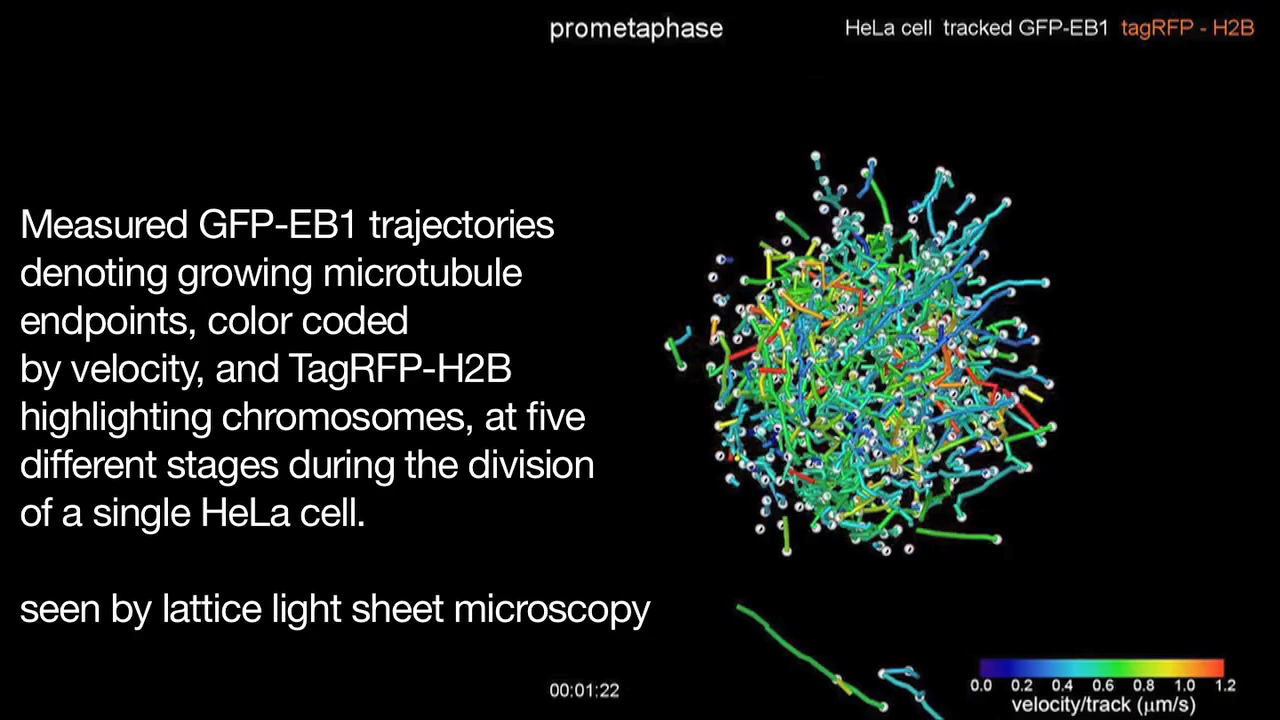 prometaphase
HeLa cell tracked GFP-EB1 tagRFP - H2B
Measured GFP-EB1 trajectories
denoting growing microtubule
endpoints, color coded
by velocity, and TagRFP-H2B
highlighting chromosomes, at five
different stages during the division
of a single HeLa cell.
seen by lattice light sheet microscopy
00:01:22
0.0 0.2 0.4 0.6 0.8 1.0 1.2
velocity/track (μm/s)